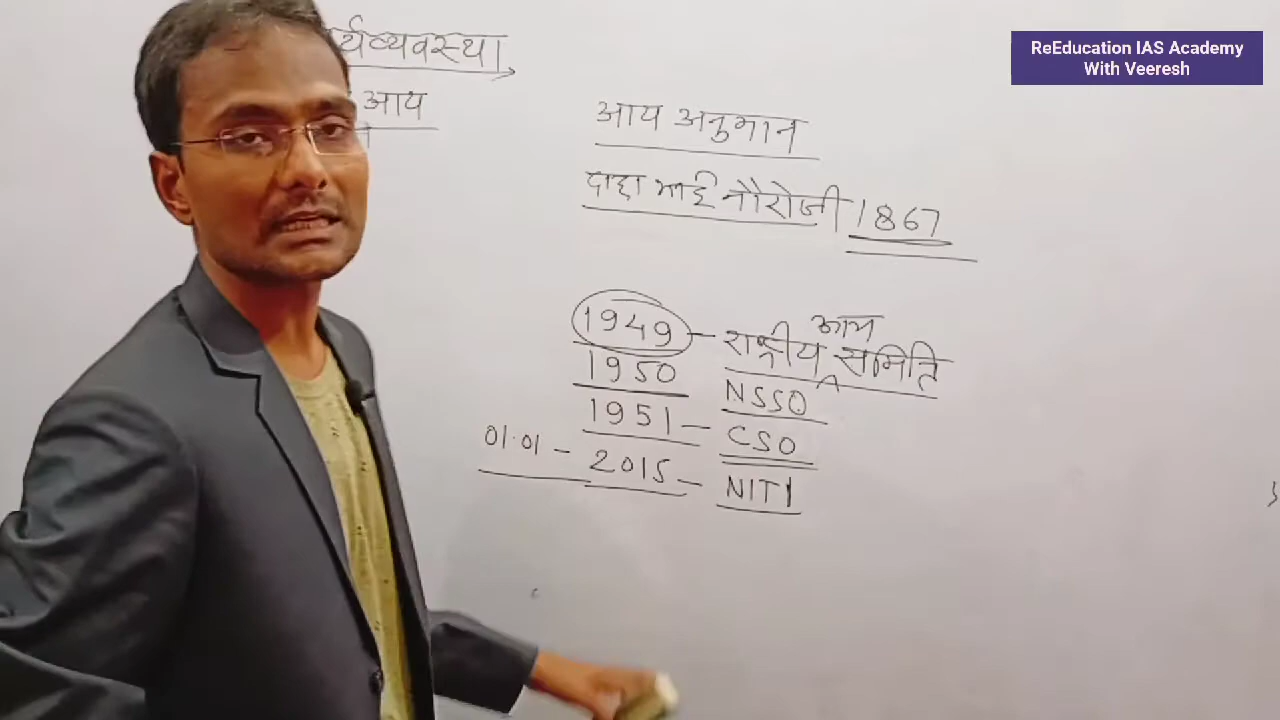 ReEducation IAS Academy
With Veeresh
र्थव्यवस्था
आय
आय अनुमान
दादा भाई नौरोजी 1867
1949 - राष्ट्रीय आय समिति
1950 NSSO
1951 - CSO
01.01 - 2015 - NITI